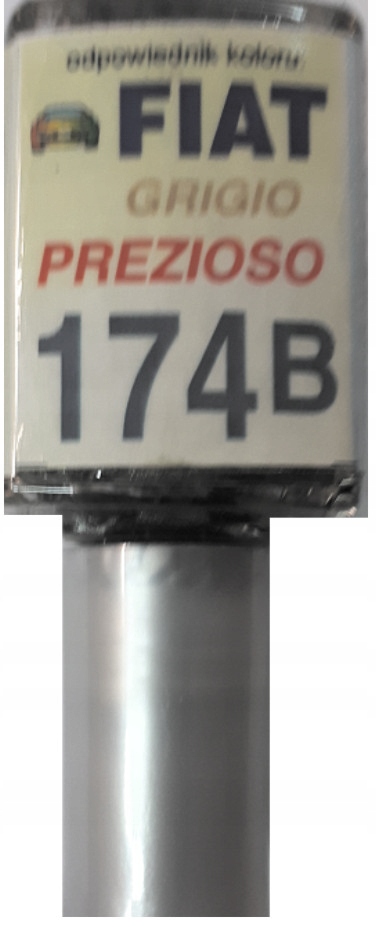 odpowiednik koloru:
FIAT
GRIGIO
PREZIOSO
174B